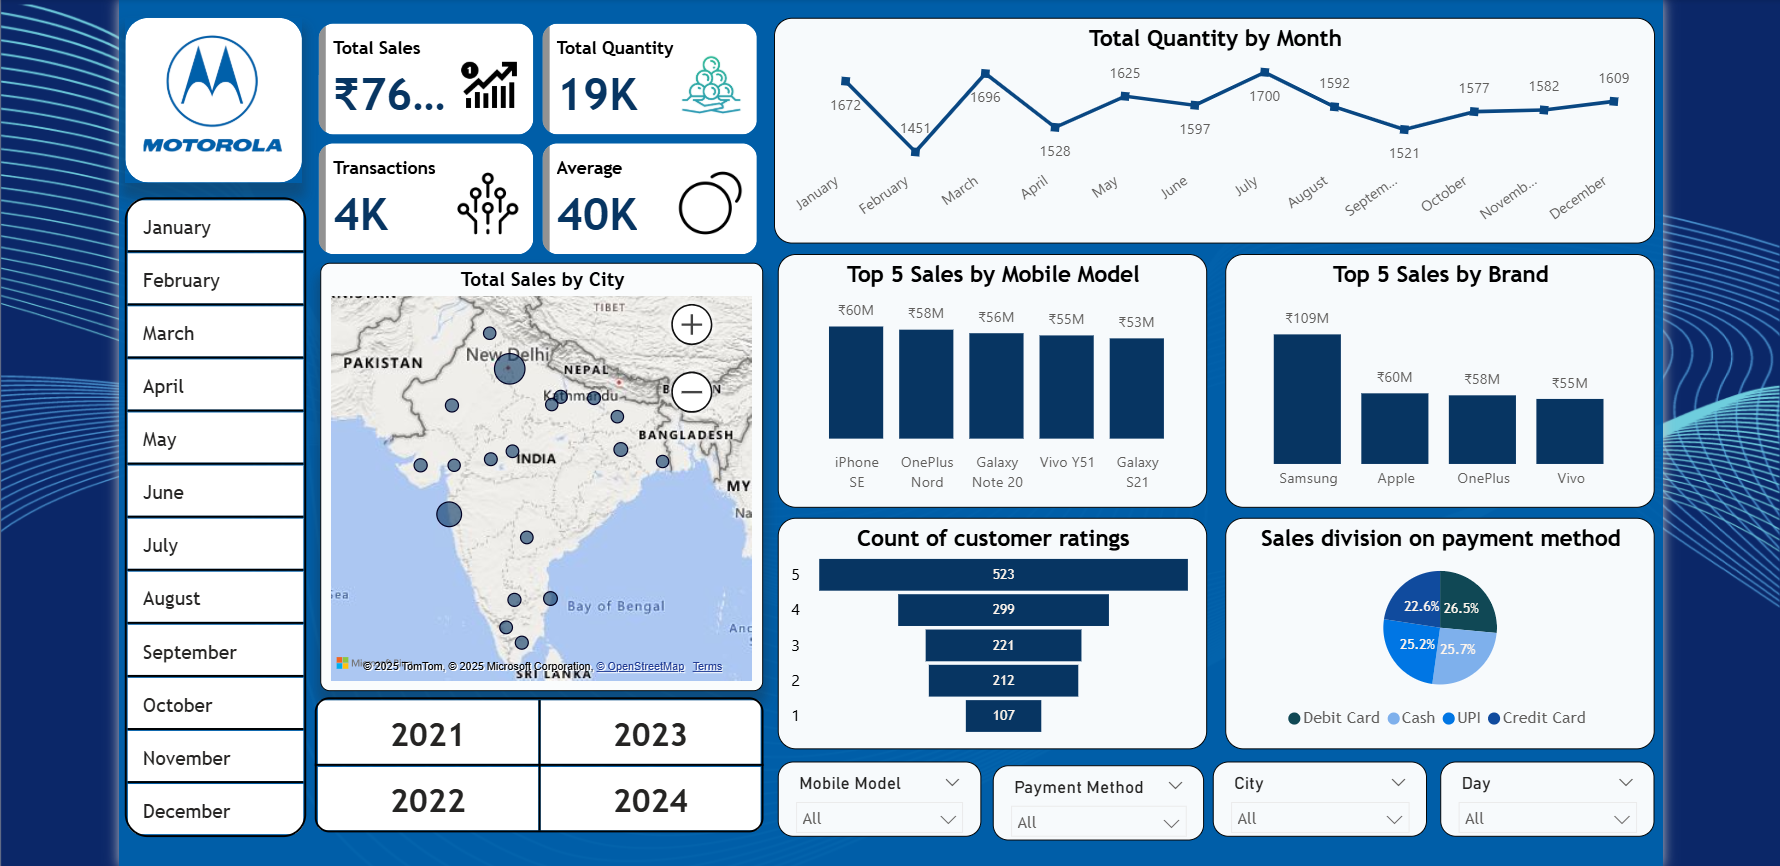 MOTOROLA
January
February
March
April
May
June
July
August
September
October
November
December
Total Sales
₹76...
Total Quantity
19K
Transactions
4K
Average
40K
Total Sales by City
TIBET
New Delhi
PAKISTAN
NEPAL
Kathmandu
BANGLADESH
INDIA
MY
Na
Bay of Bengal
SRI LANKA
© 2025 TomTom, © 2025 Microsoft Corporation, © OpenStreetMap Terms
2021
2023
2022
2024
Total Quantity by Month
1672
1451
1696
1528
1625
1597
1700
1592
1521
1577
1582
1609
January
February
March
April
May
June
July
August
Septem...
October
Novemb...
December
Top 5 Sales by Mobile Model
₹60M
₹58M
₹56M
₹55M
₹53M
iPhone SE
OnePlus Nord
Galaxy Note 20
Vivo Y51
Galaxy S21
Top 5 Sales by Brand
₹109M
₹60M
₹58M
₹55M
Samsung
Apple
OnePlus
Vivo
Count of customer ratings
5 523
4 299
3 221
2 212
1 107
Sales division on payment method
22.6% 26.5%
25.2% 25.7%
Debit Card Cash UPI Credit Card
Mobile Model
All
Payment Method
All
City
All
Day
All